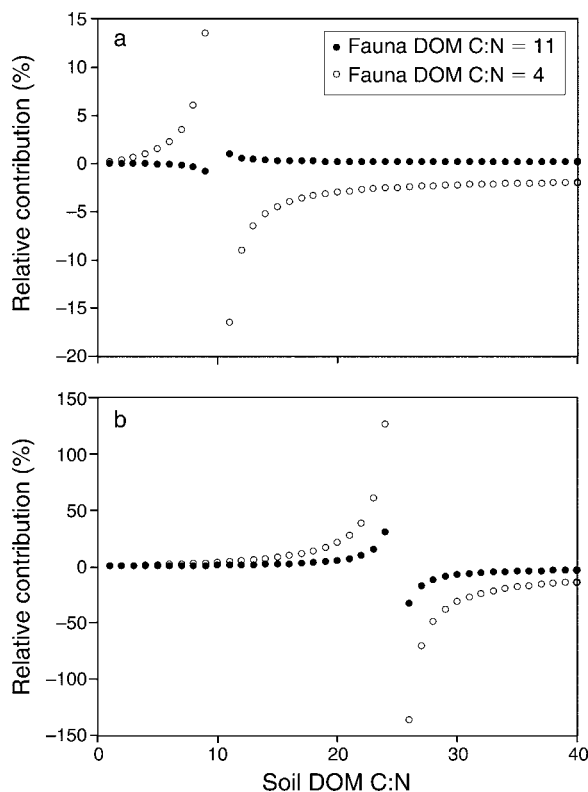 15
10
5
0
−5
−10
−15
−20
Relative contribution (%)
a
Fauna DOM C:N = 11
Fauna DOM C:N = 4
150
100
50
0
−50
−100
−150
Relative contribution (%)
b
0
10
20
30
40
Soil DOM C:N